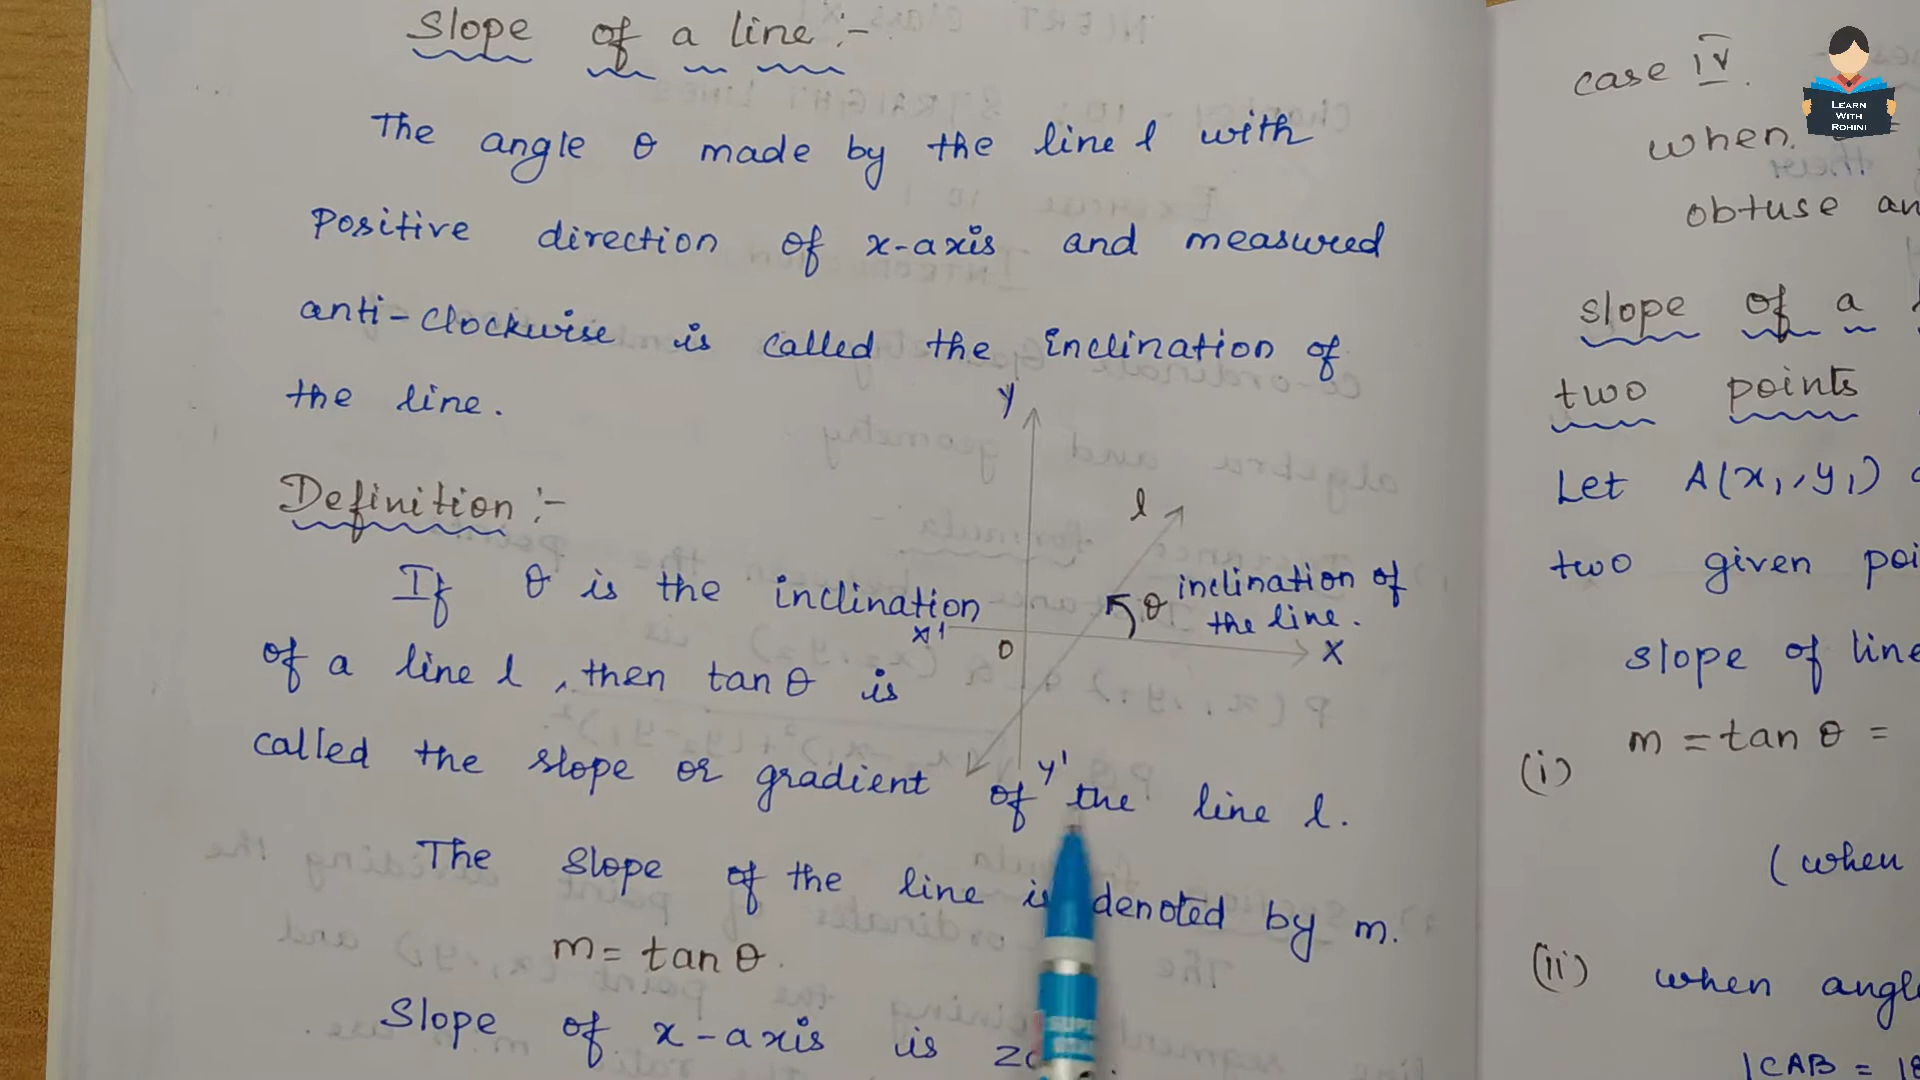 Slope of a line :-
The angle θ made by the line l with
positive direction of x-axis and measured
anti-clockwise is called the inclination of
the line.
Y
l
θ
inclination of
the line.
X'
O
X
Y'
Definition :-
If θ is the inclination
of a line l, then tan θ is
called the slope or gradient of the line l.
The slope of the line is denoted by m.
m = tan θ.
Slope of x-axis is
case IV.
when
obtuse
slope of a
two points
Let A(x₁, y₁)
two given
slope of line
(i) m = tan θ =
(when
(ii) when
LEARN
WITH
ROHINI